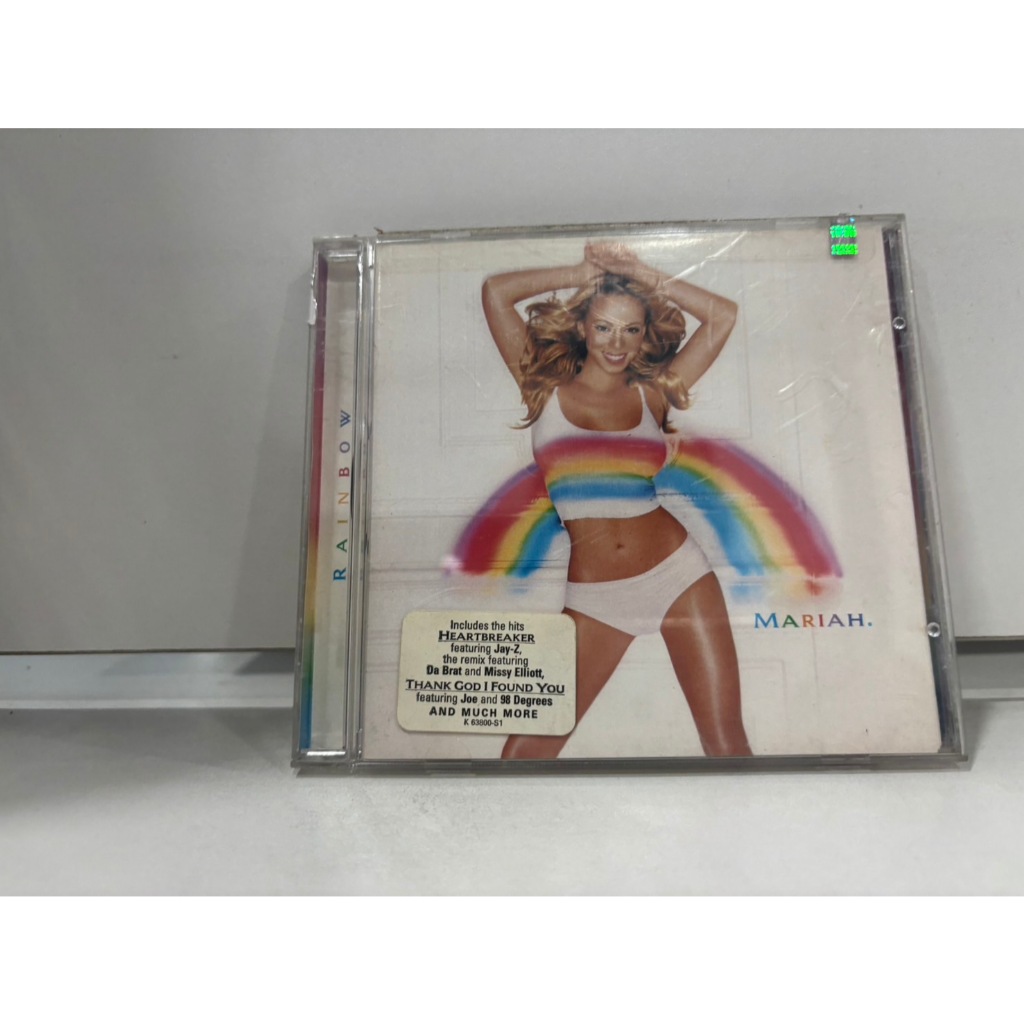 RAINBOW
MARIAH.
Includes the hits
HEARTBREAKER
featuring Jay-Z,
the remix featuring
Da Brat and Missy Elliott,
THANK GOD I FOUND YOU
featuring Joe and 98 Degrees
AND MUCH MORE
K 63800-S1